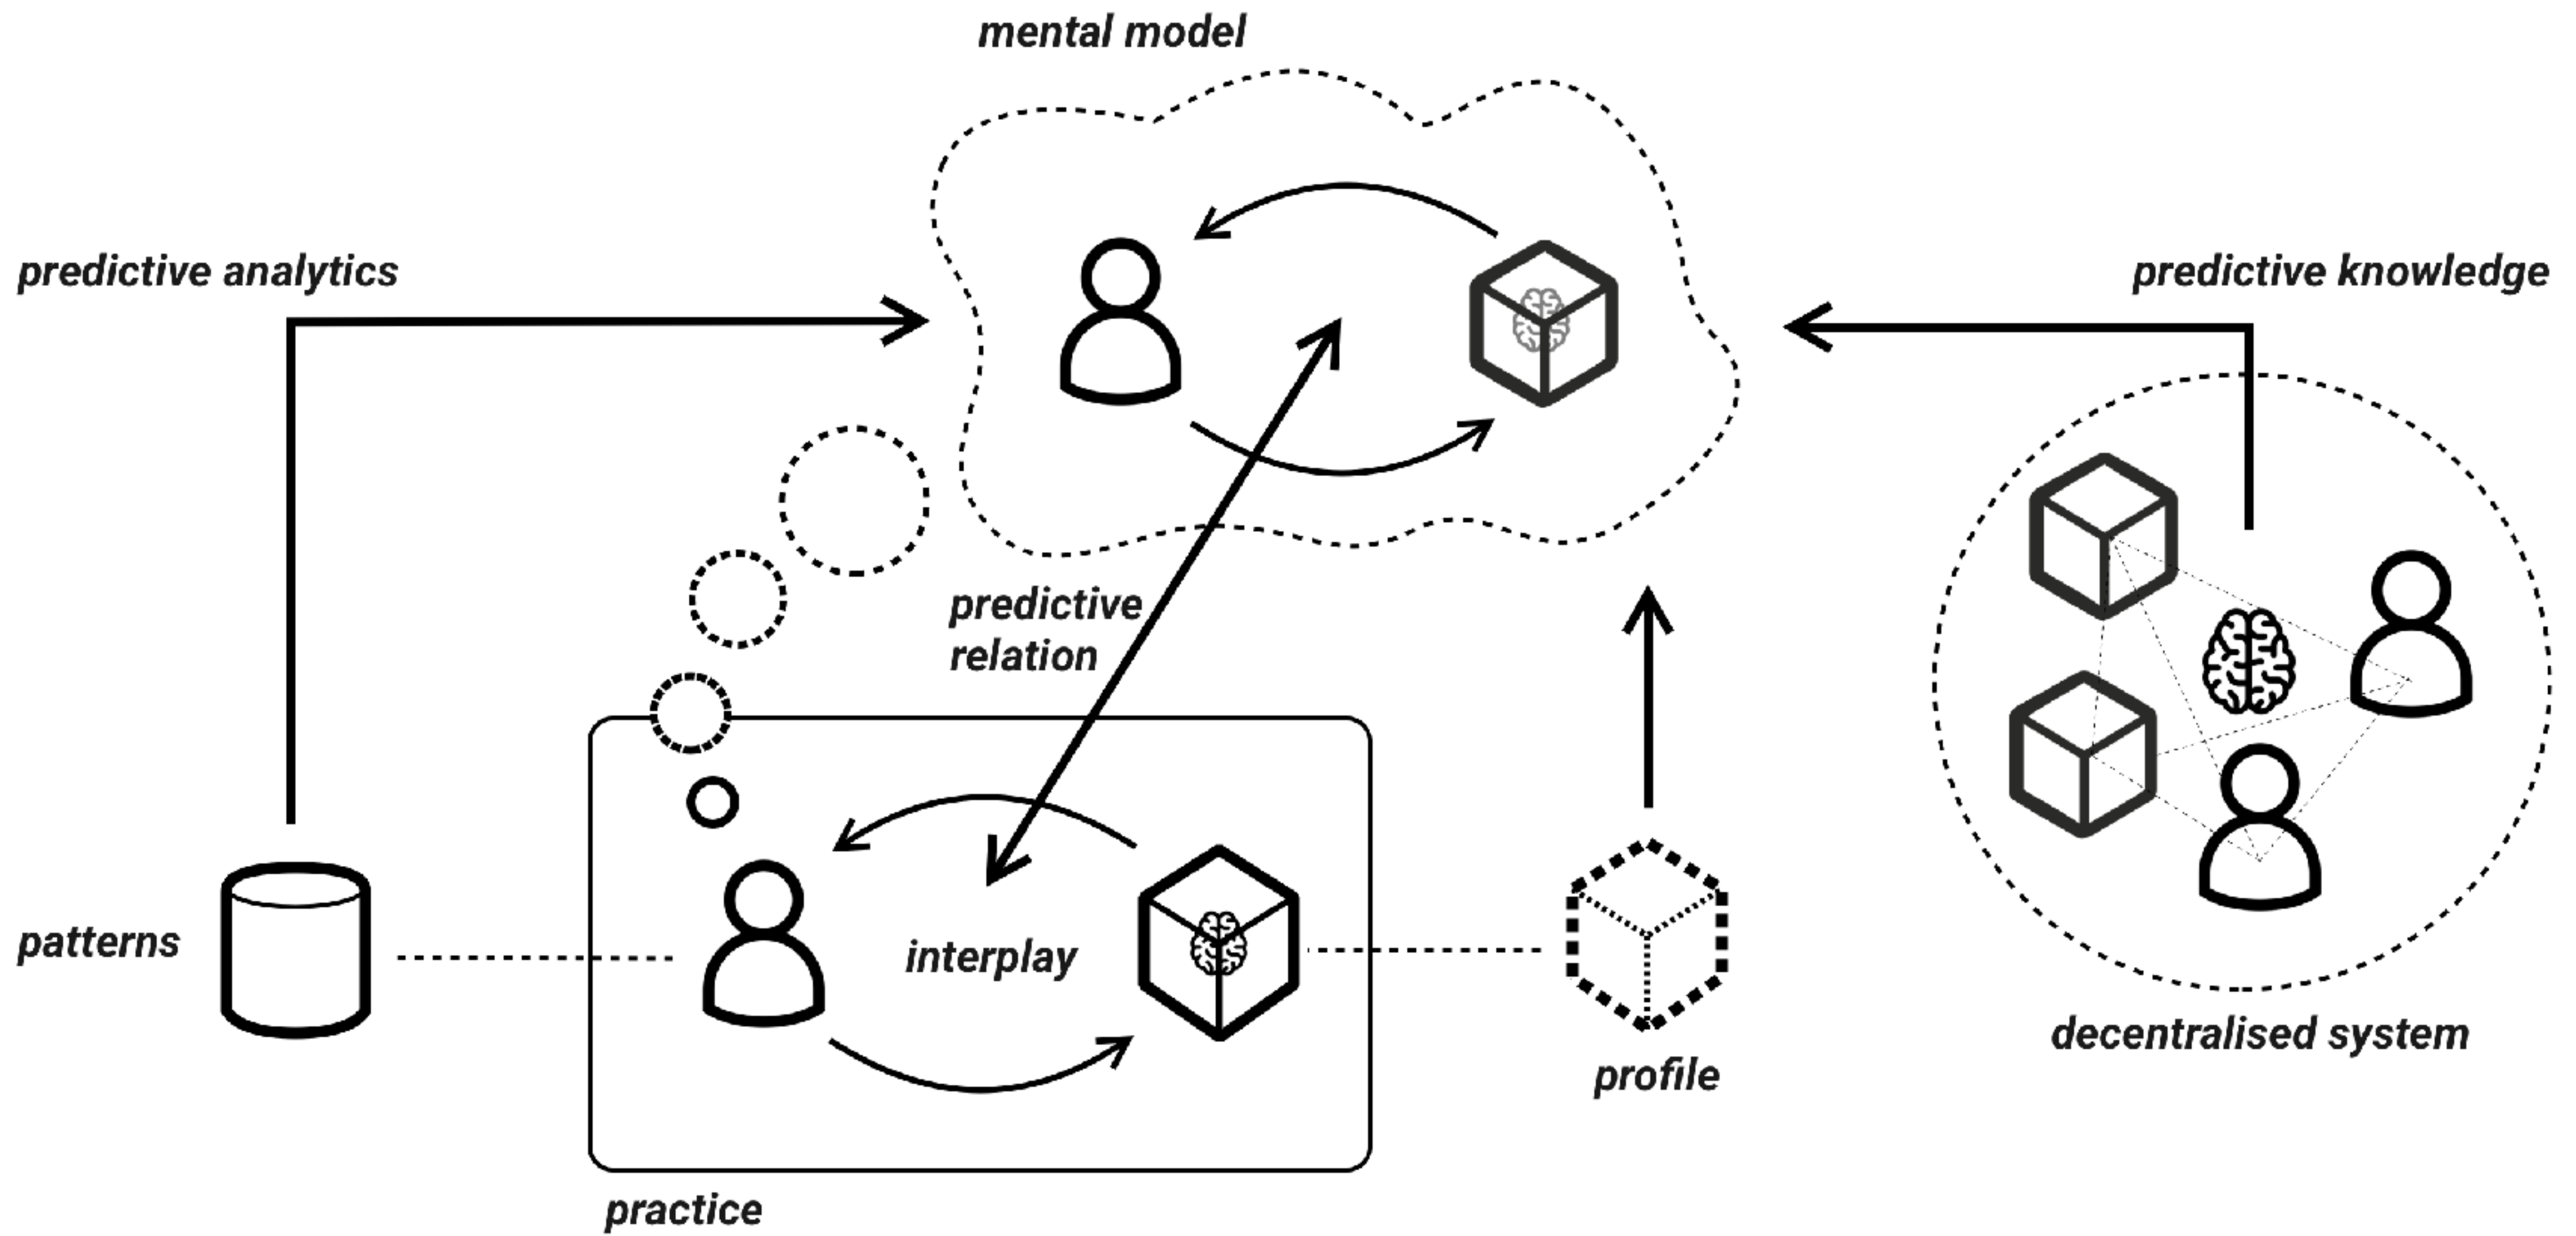 mental model
predictive analytics
predictive knowledge
predictive
relation
patterns
interplay
profile
decentralised system
practice